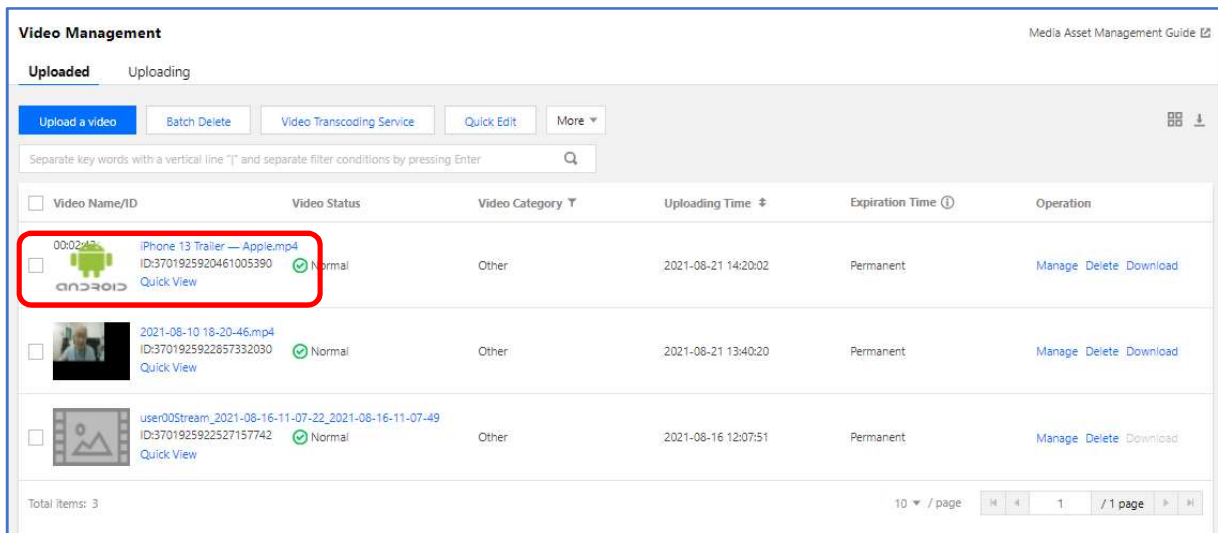 Video Management
Media Asset Management Guide
Uploaded Uploading
Upload a video Batch Delete Video Transcoding Service Quick Edit More
Separate key words with a vertical line "|" and separate filter conditions by pressing Enter
Video Name/ID Video Status Video Category Uploading Time Expiration Time Operation
00:02:43 iPhone 13 Trailer — Apple.mp4
ID:3701925920461005390 Normal Other 2021-08-21 14:20:02 Permanent Manage Delete Download
ANDROID Quick View
2021-08-10 18-20-46.mp4
ID:3701925922857332030 Normal Other 2021-08-21 13:40:20 Permanent Manage Delete Download
Quick View
user00Stream_2021-08-16-11-07-22_2021-08-16-11-07-49
ID:3701925922527157742 Normal Other 2021-08-16 12:07:51 Permanent Manage Delete Download
Quick View
Total items: 3 10 / page 1 / 1 page